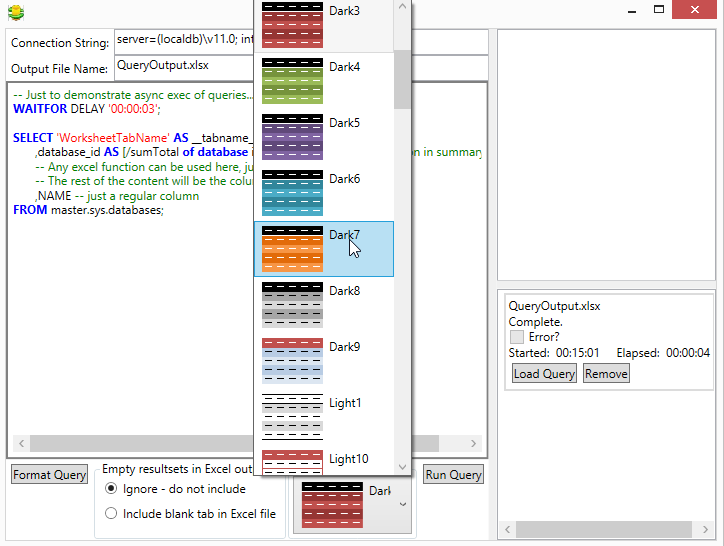 Connection String:
server=(localdb)\v11.0; in
Output File Name:
QueryOutput.xlsx
-- Just to demonstrate async exec of queries...
WAITFOR DELAY '00:00:03';
SELECT 'WorksheetTabName' AS __tabname_
,database_id AS [/sumTotal of database i
n in summary
-- Any excel function can be used here, ju
-- The rest of the content will be the colu
,NAME -- just a regular column
FROM master.sys.databases;
Dark3
Dark4
Dark5
Dark6
Dark7
Dark8
Dark9
Light1
Light10
Format Query
Empty resultsets in Excel out
Ignore - do not include
Include blank tab in Excel file
Dark
Run Query
QueryOutput.xlsx
Complete.
Error?
Started: 00:15:01 Elapsed: 00:00:04
Load Query Remove